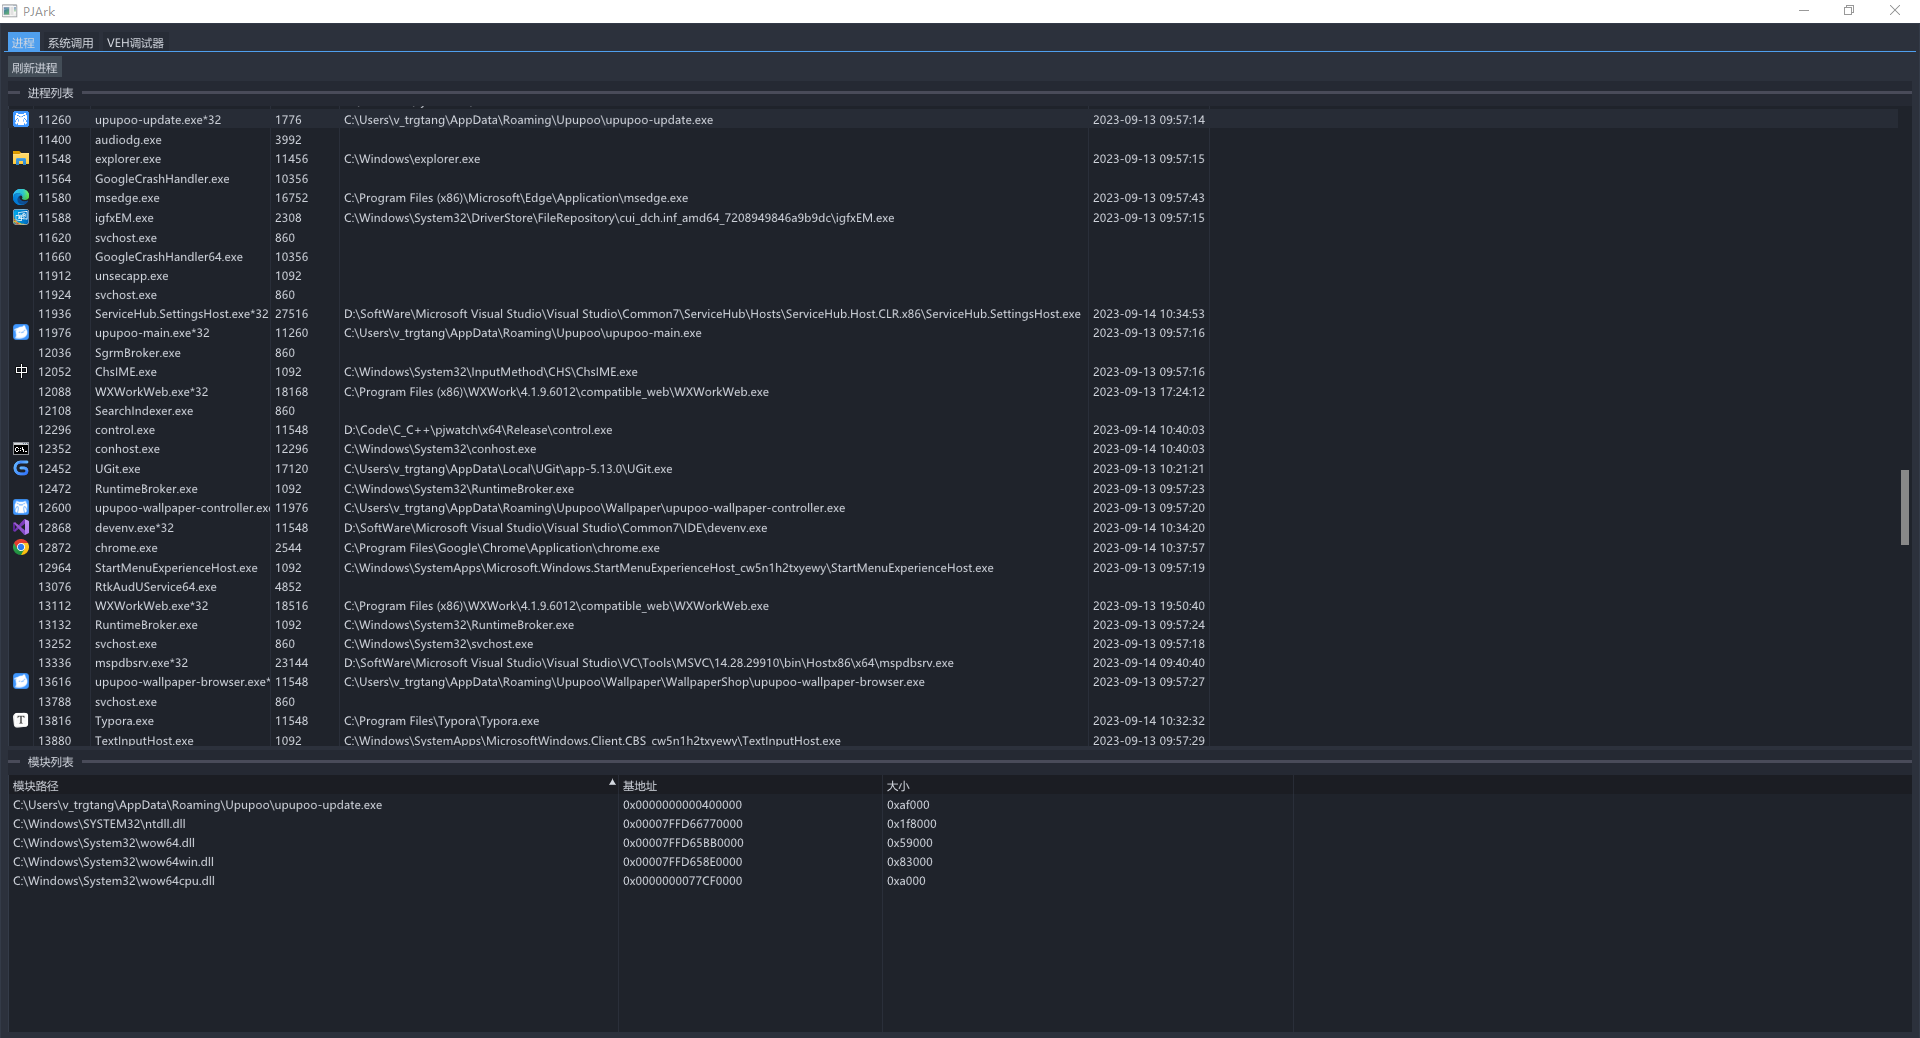 PJArk
进程 系统调用 VEH调试器
刷新进程
进程列表
11260 upupoo-update.exe*32 1776 C:\Users\v_trgtang\AppData\Roaming\Upupoo\upupoo-update.exe 2023-09-13 09:57:14
11400 audiodg.exe 3992
11548 explorer.exe 11456 C:\Windows\explorer.exe 2023-09-13 09:57:15
11564 GoogleCrashHandler.exe 10356
11580 msedge.exe 16752 C:\Program Files (x86)\Microsoft\Edge\Application\msedge.exe 2023-09-13 09:57:43
11588 igfxEM.exe 2308 C:\Windows\System32\DriverStore\FileRepository\cui_dch.inf_amd64_7208949846a9b9dc\igfxEM.exe 2023-09-13 09:57:15
11620 svchost.exe 860
11660 GoogleCrashHandler64.exe 10356
11912 unsecapp.exe 1092
11924 svchost.exe 860
11936 ServiceHub.SettingsHost.exe*32 27516 D:\SoftWare\Microsoft Visual Studio\Visual Studio\Common7\ServiceHub\Hosts\ServiceHub.Host.CLR.x86\ServiceHub.SettingsHost.exe 2023-09-14 10:34:53
11976 upupoo-main.exe*32 11260 C:\Users\v_trgtang\AppData\Roaming\Upupoo\upupoo-main.exe 2023-09-13 09:57:16
12036 SgrmBroker.exe 860
中 12052 ChsIME.exe 1092 C:\Windows\System32\InputMethod\CHS\ChsIME.exe 2023-09-13 09:57:16
12088 WXWorkWeb.exe*32 18168 C:\Program Files (x86)\WXWork\4.1.9.6012\compatible_web\WXWorkWeb.exe 2023-09-13 17:24:12
12108 SearchIndexer.exe 860
12296 control.exe 11548 D:\Code\C_C++\pjwatch\x64\Release\control.exe 2023-09-14 10:40:03
12352 conhost.exe 12296 C:\Windows\System32\conhost.exe 2023-09-14 10:40:03
12452 UGit.exe 17120 C:\Users\v_trgtang\AppData\Local\UGit\app-5.13.0\UGit.exe 2023-09-13 10:21:21
12472 RuntimeBroker.exe 1092 C:\Windows\System32\RuntimeBroker.exe 2023-09-13 09:57:23
12600 upupoo-wallpaper-controller.ex 11976 C:\Users\v_trgtang\AppData\Roaming\Upupoo\Wallpaper\upupoo-wallpaper-controller.exe 2023-09-13 09:57:20
12868 devenv.exe*32 11548 D:\SoftWare\Microsoft Visual Studio\Visual Studio\Common7\IDE\devenv.exe 2023-09-14 10:34:20
12872 chrome.exe 2544 C:\Program Files\Google\Chrome\Application\chrome.exe 2023-09-14 10:37:57
12964 StartMenuExperienceHost.exe 1092 C:\Windows\SystemApps\Microsoft.Windows.StartMenuExperienceHost_cw5n1h2txyewy\StartMenuExperienceHost.exe 2023-09-13 09:57:19
13076 RtkAudUService64.exe 4852
13112 WXWorkWeb.exe*32 18516 C:\Program Files (x86)\WXWork\4.1.9.6012\compatible_web\WXWorkWeb.exe 2023-09-13 19:50:40
13132 RuntimeBroker.exe 1092 C:\Windows\System32\RuntimeBroker.exe 2023-09-13 09:57:24
13252 svchost.exe 860 C:\Windows\System32\svchost.exe 2023-09-13 09:57:18
13336 mspdbsrv.exe*32 23144 D:\SoftWare\Microsoft Visual Studio\Visual Studio\VC\Tools\MSVC\14.28.29910\bin\Hostx86\x64\mspdbsrv.exe 2023-09-14 09:40:40
13616 upupoo-wallpaper-browser.exe* 11548 C:\Users\v_trgtang\AppData\Roaming\Upupoo\Wallpaper\WallpaperShop\upupoo-wallpaper-browser.exe 2023-09-13 09:57:27
13788 svchost.exe 860
T 13816 Typora.exe 11548 C:\Program Files\Typora\Typora.exe 2023-09-14 10:32:32
13880 TextInputHost.exe 1092 C:\Windows\SystemApps\MicrosoftWindows.Client.CBS_cw5n1h2txyewy\TextInputHost.exe 2023-09-13 09:57:29
模块列表
模块路径 基地址 大小
C:\Users\v_trgtang\AppData\Roaming\Upupoo\upupoo-update.exe 0x0000000000400000 0xaf000
C:\Windows\SYSTEM32\ntdll.dll 0x00007FFD66770000 0x1f8000
C:\Windows\System32\wow64.dll 0x00007FFD65BB0000 0x59000
C:\Windows\System32\wow64win.dll 0x00007FFD658E0000 0x83000
C:\Windows\System32\wow64cpu.dll 0x0000000077CF0000 0xa000